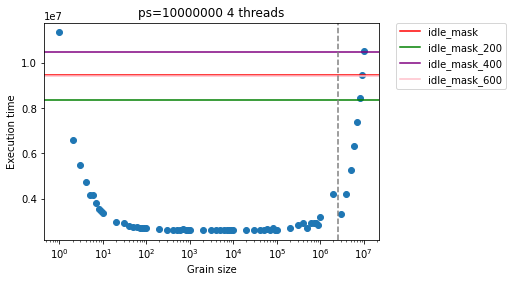 ps=10000000 4 threads
1e7
1.0
0.8
0.6
0.4
Execution time
10^0
10^1
10^2
10^3
10^4
10^5
10^6
10^7
Grain size
idle_mask
idle_mask_200
idle_mask_400
idle_mask_600